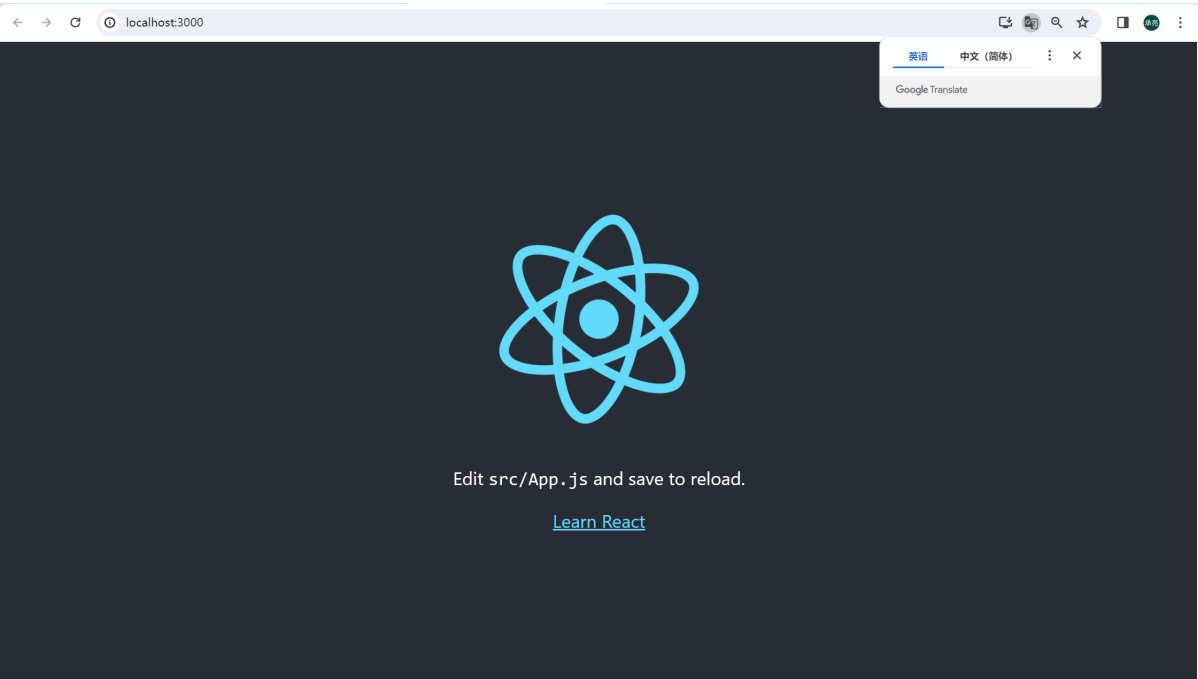 localhost:3000
英语 中文（简体）
Google Translate
Edit src/App.js and save to reload.
Learn React